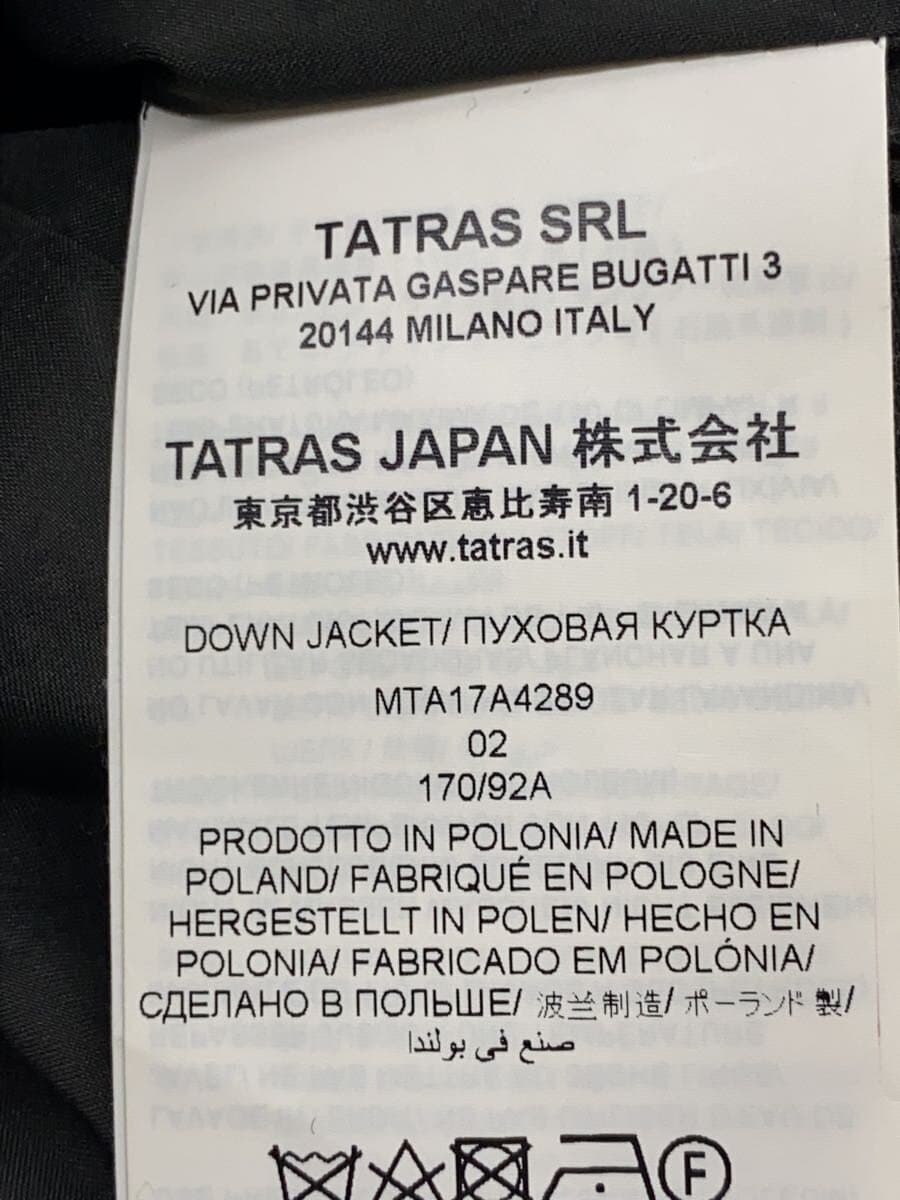 TATRAS SRL
VIA PRIVATA GASPARE BUGATTI 3
20144 MILANO ITALY
TATRAS JAPAN 株式会社
東京都渋谷区恵比寿南 1-20-6
www.tatras.it
DOWN JACKET/ ПУХОВАЯ КУРТКА
MTA17A4289
02
170/92A
PRODOTTO IN POLONIA/ MADE IN
POLAND/ FABRIQUÉ EN POLOGNE/
HERGESTELLT IN POLEN/ HECHO EN
POLONIA/ FABRICADO EM POLÓNIA/
СДЕЛАНО В ПОЛЬШЕ/ 波兰制造/ ポーランド 製/
صنع في بولندا
F